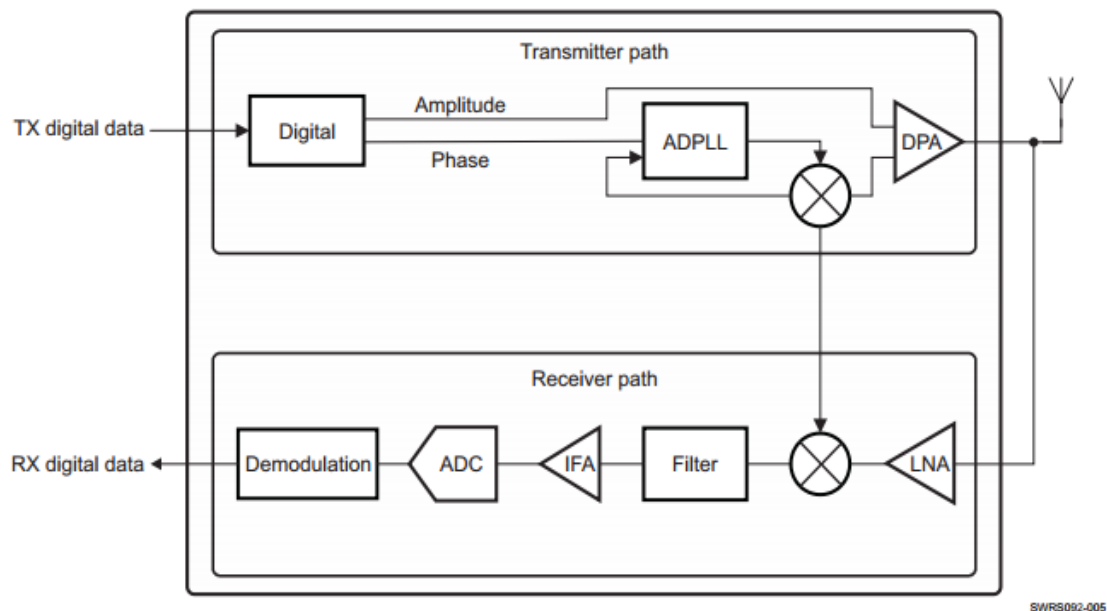 Transmitter path
Amplitude
TX digital data
Digital
ADPLL
DPA
Phase
Receiver path
RX digital data
Demodulation
ADC
IFA
Filter
LNA
SWRS092-005